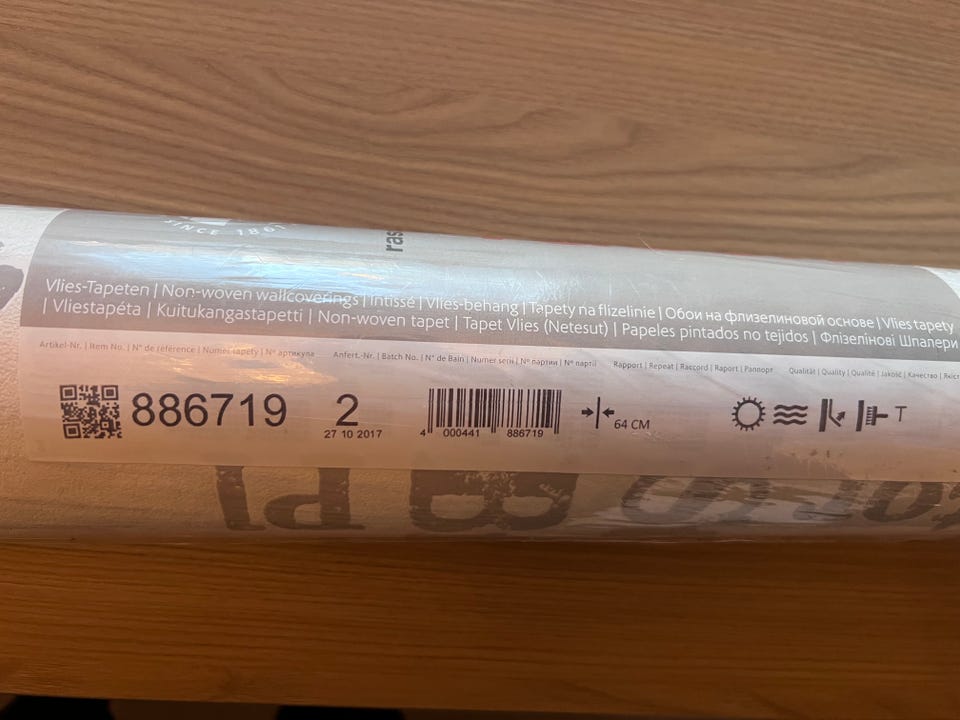 SINCE 1861
ras
Vlies-Tapeten | Non-woven wallcoverings | Intissé | Vlies-behang | Tapety na flizelinie | Обои на флизелиновой основе | Vlies tapety
| Vliestapéta | Kuitukangastapetti | Non-woven tapet | Tapet Vlies (Netesut) | Papeles pintados no tejidos | Флізелінові Шпалери
Artikel-Nr. | Item No. | N° de référence | Numer tapety | № артикула
Anfert.-Nr. | Batch No. | N° de Bain | Numer serii | № партии | № партії
Rapport | Repeat | Raccord | Raport | Раппорт
Qualität | Quality | Qualité | Jakość | Качество | Якіст
886719
2
27 10 2017
4 000441 886719
64 CM
T